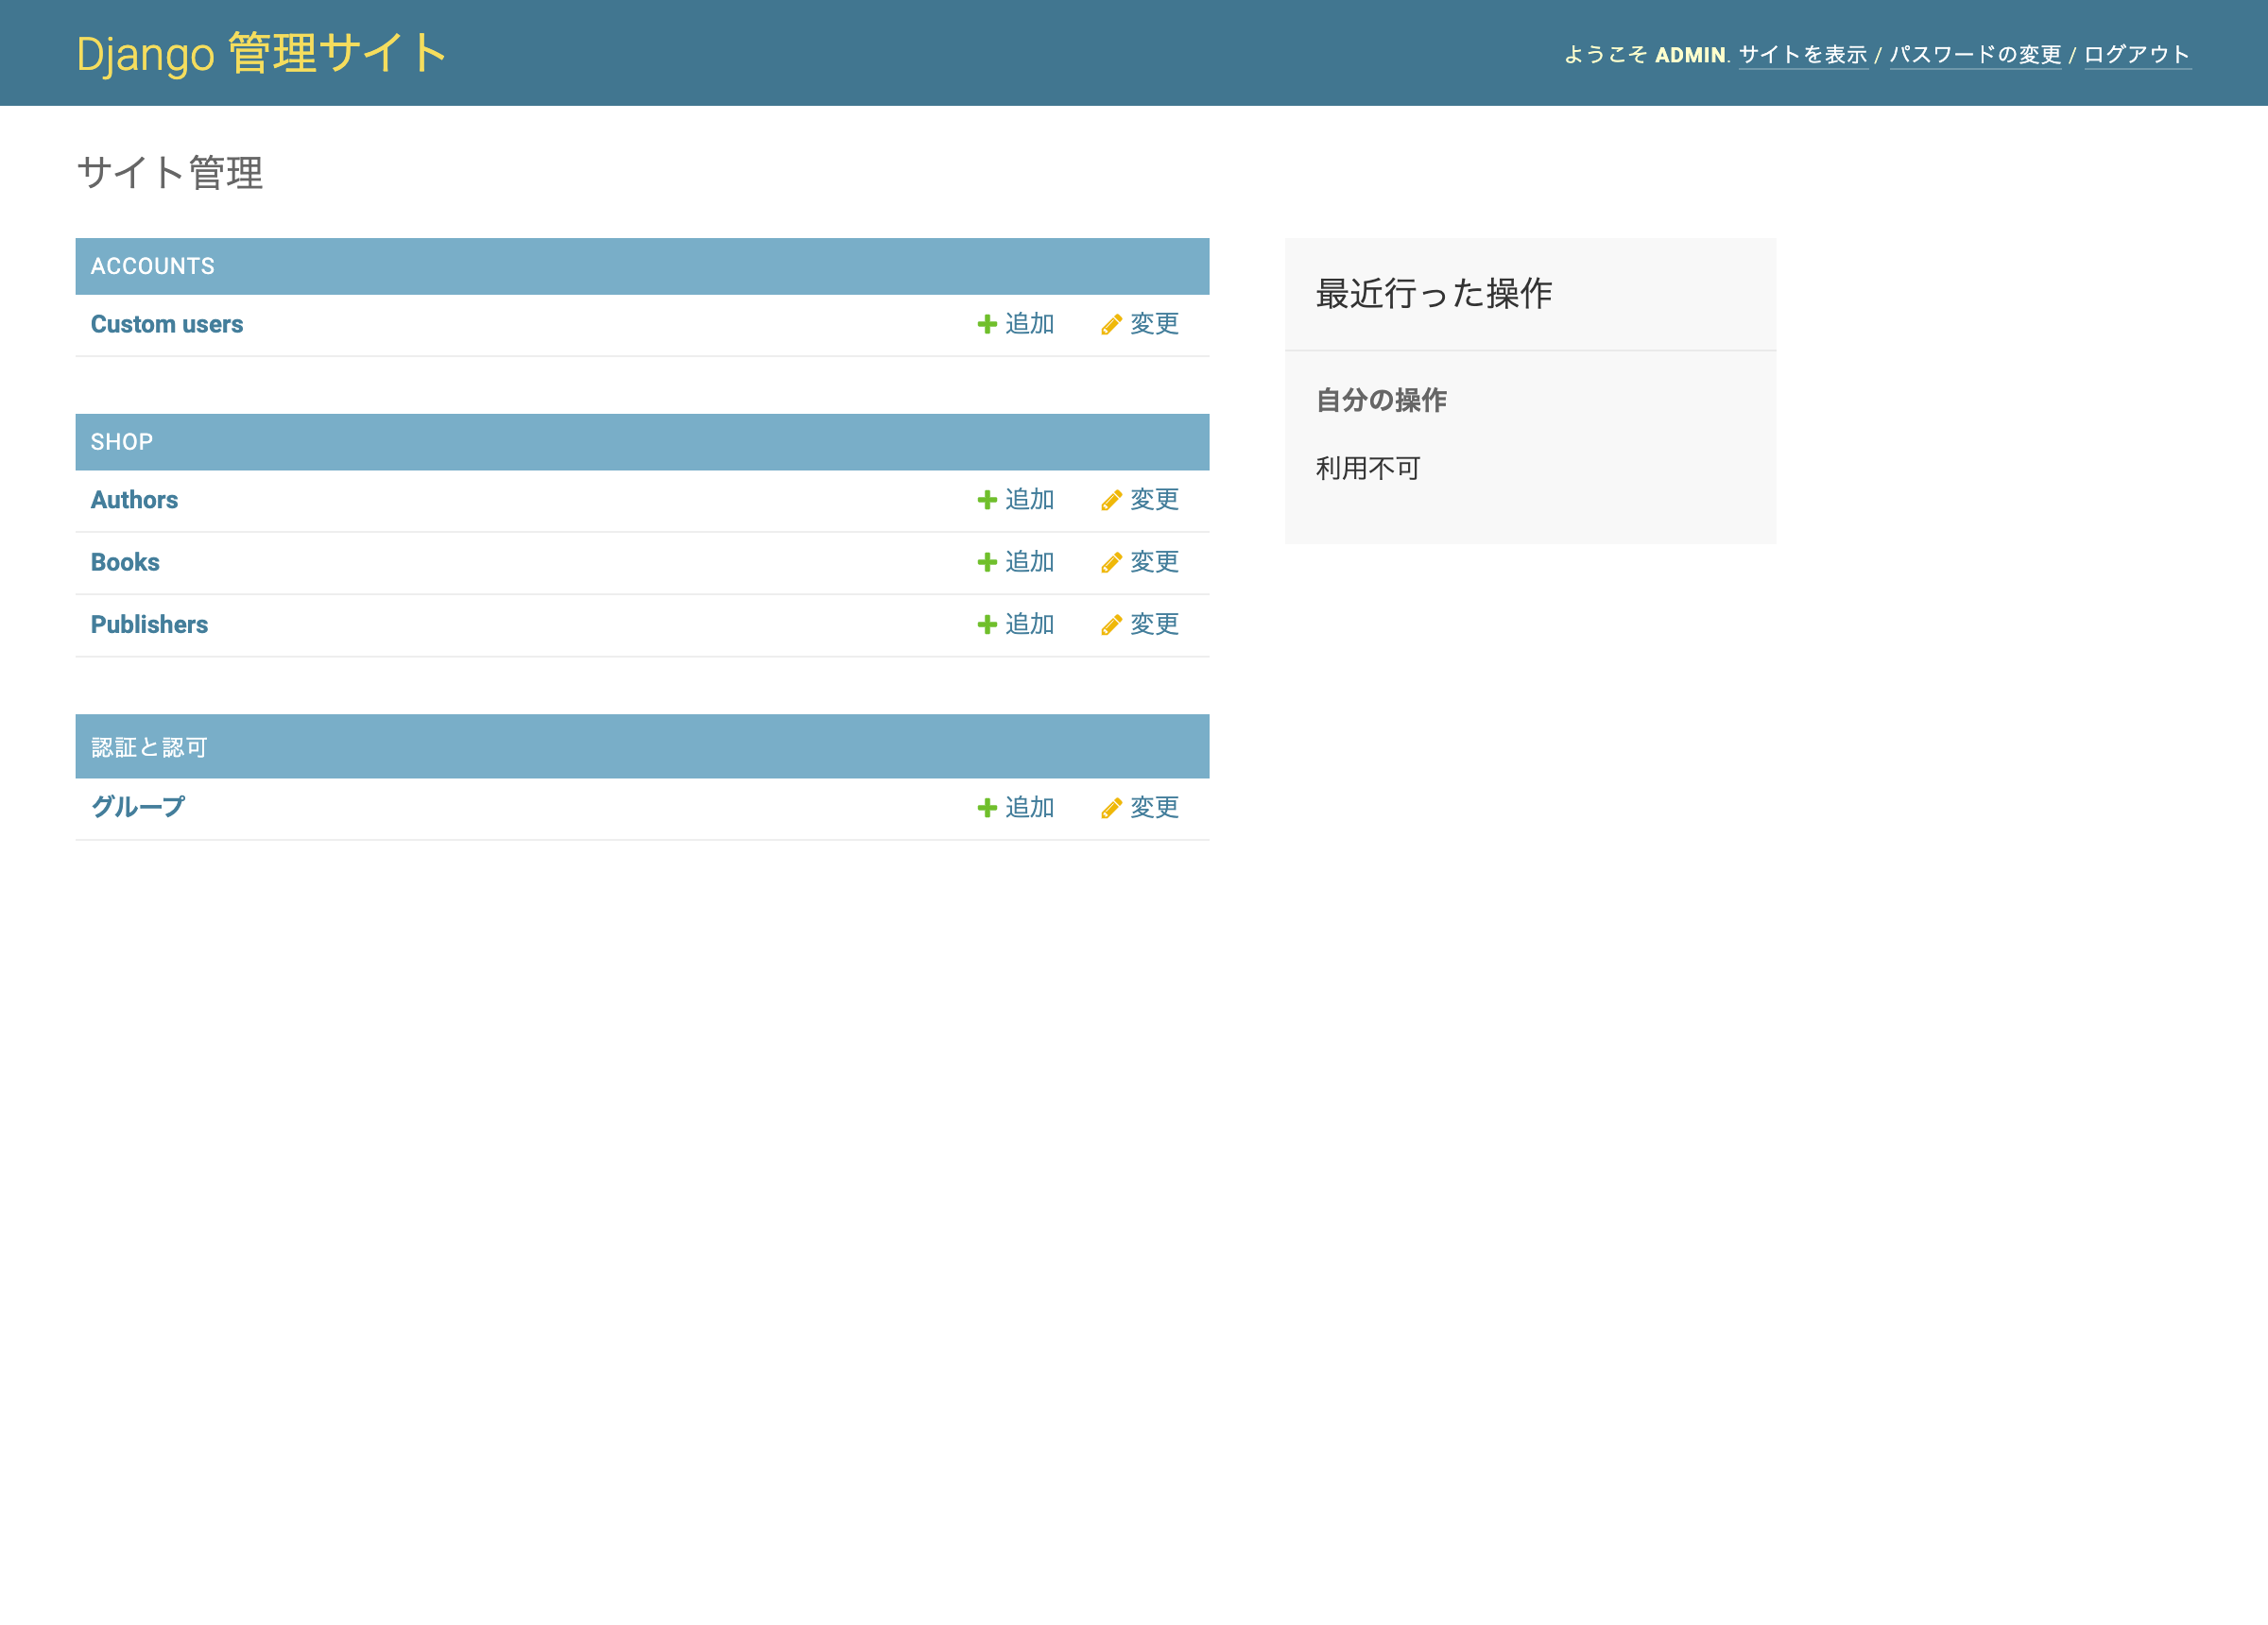 Django 管理サイト
ようこそ ADMIN. サイトを表示 / パスワードの変更 / ログアウト
サイト管理
ACCOUNTS
Custom users 追加 変更
SHOP
Authors 追加 変更
Books 追加 変更
Publishers 追加 変更
認証と認可
グループ 追加 変更
最近行った操作
自分の操作
利用不可